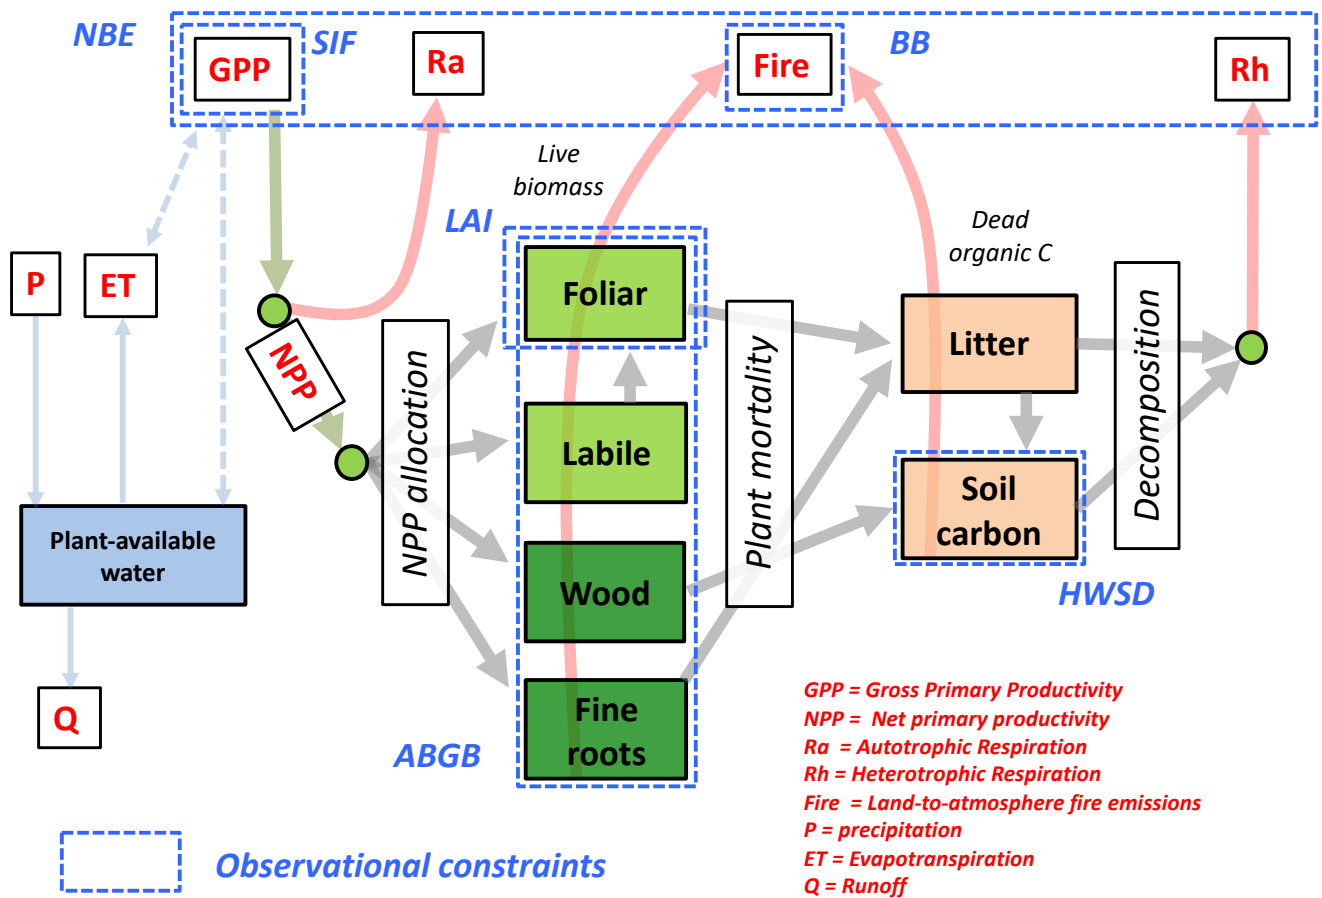 NBE
SIF
BB
GPP
Ra
Fire
Rh
Live
biomass
LAI
Dead
organic C
P
ET
NPP
NPP allocation
Foliar
Labile
Wood
Fine
roots
Plant mortality
Litter
Soil
carbon
Decomposition
HWSD
Plant-available
water
Q
ABGB
GPP = Gross Primary Productivity
NPP = Net primary productivity
Ra = Autotrophic Respiration
Rh = Heterotrophic Respiration
Fire = Land-to-atmosphere fire emissions
P = precipitation
ET = Evapotranspiration
Q = Runoff
Observational constraints